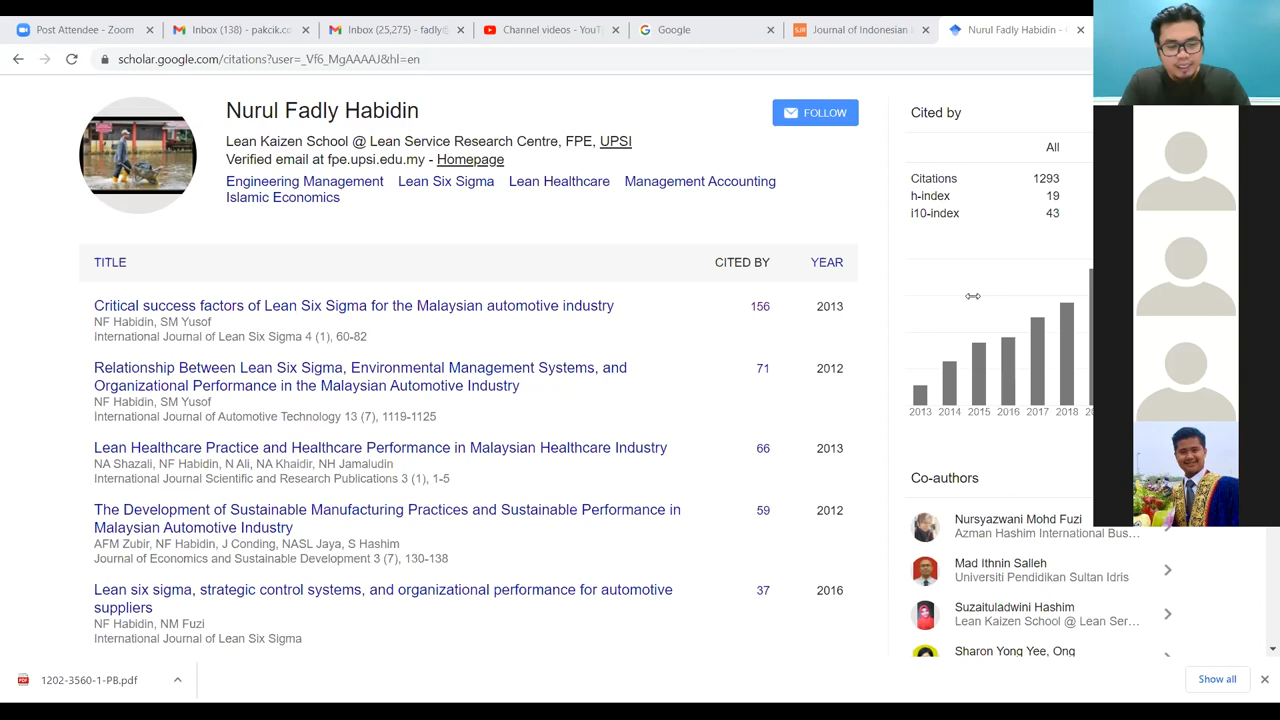 Post Attendee - Zoom
Inbox (138) - pakcik.co
Inbox (25,275) - fadly@
Channel videos - YouT
Google
Journal of Indonesian I
Nurul Fadly Habidin -
scholar.google.com/citations?user=_Vf6_MgAAAAJ&hl=en
Nurul Fadly Habidin
FOLLOW
Lean Kaizen School @ Lean Service Research Centre, FPE, UPSI
Verified email at fpe.upsi.edu.my - Homepage
Engineering Management Lean Six Sigma Lean Healthcare Management Accounting
Islamic Economics
TITLE CITED BY YEAR
Critical success factors of Lean Six Sigma for the Malaysian automotive industry 156 2013
NF Habidin, SM Yusof
International Journal of Lean Six Sigma 4 (1), 60-82
Relationship Between Lean Six Sigma, Environmental Management Systems, and 71 2012
Organizational Performance in the Malaysian Automotive Industry
NF Habidin, SM Yusof
International Journal of Automotive Technology 13 (7), 1119-1125
Lean Healthcare Practice and Healthcare Performance in Malaysian Healthcare Industry 66 2013
NA Shazali, NF Habidin, N Ali, NA Khaidir, NH Jamaludin
International Journal Scientific and Research Publications 3 (1), 1-5
The Development of Sustainable Manufacturing Practices and Sustainable Performance in 59 2012
Malaysian Automotive Industry
AFM Zubir, NF Habidin, J Conding, NASL Jaya, S Hashim
Journal of Economics and Sustainable Development 3 (7), 130-138
Lean six sigma, strategic control systems, and organizational performance for automotive 37 2016
suppliers
NF Habidin, NM Fuzi
International Journal of Lean Six Sigma
Cited by
All
Citations 1293
h-index 19
i10-index 43
2013 2014 2015 2016 2017 2018 2
Co-authors
Nursyazwani Mohd Fuzi
Azman Hashim International Bus...
Mad Ithnin Salleh
Universiti Pendidikan Sultan Idris
Suzaituladwini Hashim
Lean Kaizen School @ Lean Ser...
Sharon Yong Yee, Ong
1202-3560-1-PB.pdf
Show all